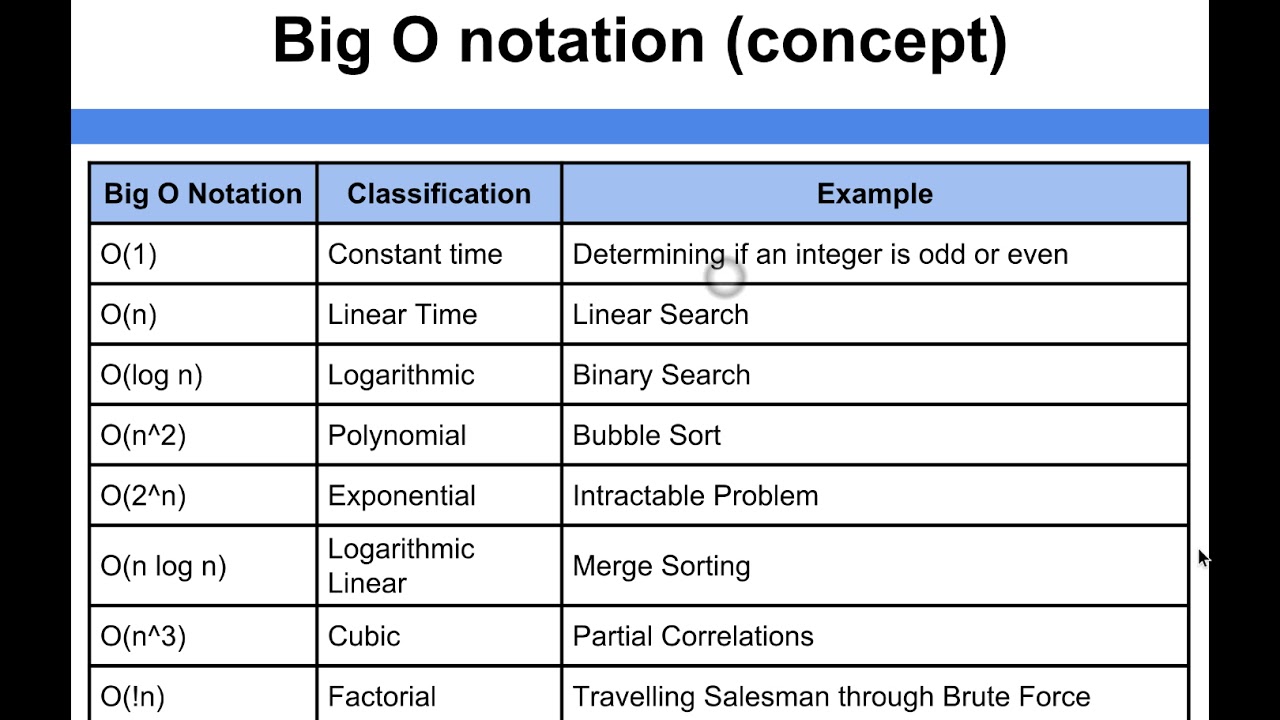 Big O notation (concept)
Big O Notation Classification Example
O(1) Constant time Determining if an integer is odd or even
O(n) Linear Time Linear Search
O(log n) Logarithmic Binary Search
O(n^2) Polynomial Bubble Sort
O(2^n) Exponential Intractable Problem
O(n log n) Logarithmic Linear Merge Sorting
O(n^3) Cubic Partial Correlations
O(!n) Factorial Travelling Salesman through Brute Force